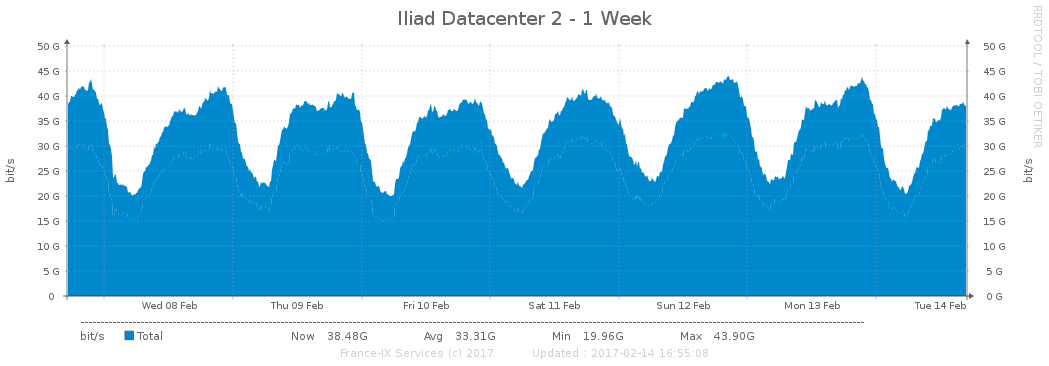 Iliad Datacenter 2 - 1 Week
RRDTOOL / TOBI OETIKER
50 G 50 G
45 G 45 G
40 G 40 G
35 G 35 G
30 G 30 G
25 G 25 G
20 G 20 G
15 G 15 G
10 G 10 G
5 G 5 G
0 0 G
bit/s bit/s
Wed 08 Feb Thu 09 Feb Fri 10 Feb Sat 11 Feb Sun 12 Feb Mon 13 Feb Tue 14 Feb
bit/s Total Now 38.48G Avg 33.31G Min 19.96G Max 43.90G
France-IX Services (c) 2017 Updated : 2017-02-14 16:55:08